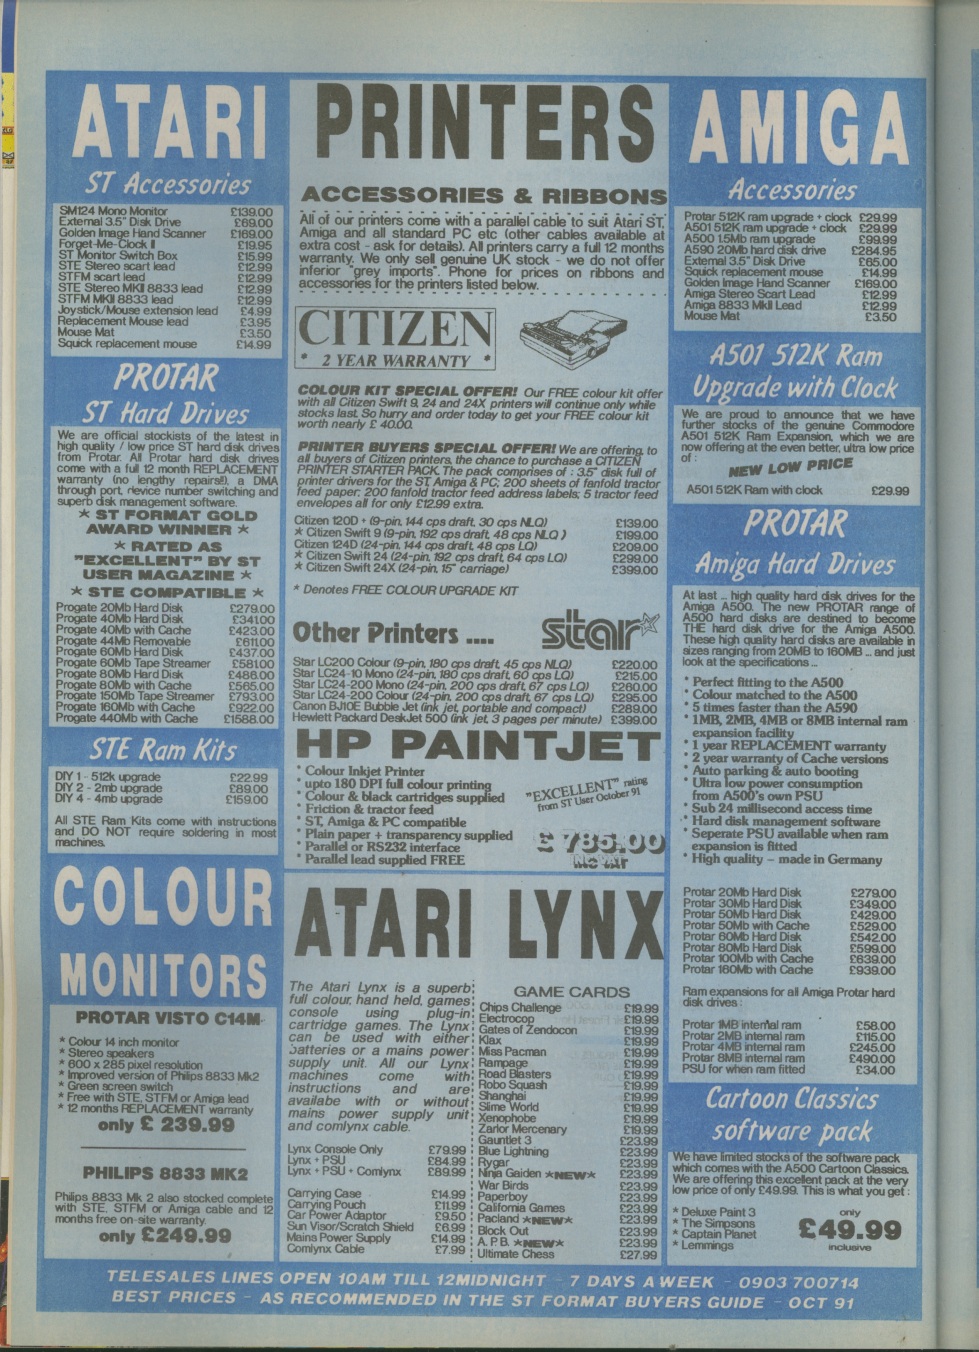 ATARI
ST Accessories
SM124 Mono Monitor £139.00
External 3.5" Disk Drive £69.00
Golden Image Hand Scanner £169.00
Forget-Me-Clock II £19.95
ST Monitor Switch Box £15.99
STE Stereo scart lead £12.99
STFM scart lead £12.99
STE Stereo MKII 8833 lead £12.99
STFM MKII 8833 lead £12.99
Joystick/Mouse extension lead £4.99
Replacement Mouse lead £3.95
Mouse Mat £3.50
Squick replacement mouse £14.99
PROTAR
ST Hard Drives
We are official stockists of the latest in
high quality / low price ST hard disk drives
from Protar. All Protar hard disk drives
come with a full 12 month REPLACEMENT
warranty (no lengthy repairs!!), a DMA
through port, device number switching and
superb disk management software.
★ ST FORMAT GOLD
AWARD WINNER ★
★ RATED AS
"EXCELLENT" BY ST
USER MAGAZINE ★
★ STE COMPATIBLE ★
Progate 20Mb Hard Disk £279.00
Progate 40Mb Hard Disk £341.00
Progate 40Mb with Cache £423.00
Progate 44Mb Removable £611.00
Progate 60Mb Hard Disk £437.00
Progate 60Mb Tape Streamer £581.00
Progate 80Mb Hard Disk £486.00
Progate 80Mb with Cache £565.00
Progate 150Mb Tape Streamer £793.00
Progate 160Mb with Cache £922.00
Progate 440Mb with Cache £1588.00
STE Ram Kits
DIY 1 - 512k upgrade £22.99
DIY 2 - 2mb upgrade £89.00
DIY 4 - 4mb upgrade £159.00
All STE Ram Kits come with instructions
and DO NOT require soldering in most
machines.
COLOUR
MONITORS
PROTAR VISTO C14M
* Colour 14 inch monitor
* Stereo speakers
* 600 x 285 pixel resolution
* Improved version of Philips 8833 Mk2
* Green screen switch
* Free with STE, STFM or Amiga lead
* 12 months REPLACEMENT warranty
only £ 239.99
PHILIPS 8833 MK2
Philips 8833 Mk 2 also stocked complete
with STE, STFM or Amiga cable and 12
months free on-site warranty.
only £249.99
PRINTERS
ACCESSORIES & RIBBONS
All of our printers come with a parallel cable to suit Atari ST,
Amiga and all standard PC etc (other cables available at
extra cost - ask for details). All printers carry a full 12 months
warranty. We only sell genuine UK stock - we do not offer
inferior "grey imports". Phone for prices on ribbons and
accessories for the printers listed below.
CITIZEN
* 2 YEAR WARRANTY *
COLOUR KIT SPECIAL OFFER! Our FREE colour kit offer
with all Citizen Swift 9, 24 and 24X printers will continue only while
stocks last. So hurry and order today to get your FREE colour kit
worth nearly £ 40.00.
PRINTER BUYERS SPECIAL OFFER! We are offering, to
all buyers of Citizen printers, the chance to purchase a CITIZEN
PRINTER STARTER PACK. The pack comprises of : 3.5" disk full of
printer drivers for the ST, Amiga & PC; 200 sheets of fanfold tractor
feed paper; 200 fanfold tractor feed address labels; 5 tractor feed
envelopes all for only £12.99 extra.
Citizen 120D + (9-pin, 144 cps draft, 30 cps NLQ) £139.00
★ Citizen Swift 9 (9-pin, 192 cps draft, 48 cps NLQ ) £199.00
Citizen 124D (24-pin, 144 cps draft, 48 cps LQ) £209.00
★ Citizen Swift 24 (24-pin, 192 cps draft, 64 cps LQ) £299.00
★ Citizen Swift 24X (24-pin, 15" carriage) £399.00
* Denotes FREE COLOUR UPGRADE KIT
Other Printers ....
star
Star LC200 Colour (9-pin, 180 cps draft, 45 cps NLQ) £220.00
Star LC24-10 Mono (24-pin, 180 cps draft, 60 cps LQ) £215.00
Star LC24-200 Mono (24-pin, 200 cps draft, 67 cps LQ) £260.00
Star LC24-200 Colour (24-pin, 200 cps draft, 67 cps LQ) £295.00
Canon BJ10E Bubble Jet (ink jet, portable and compact) £289.00
Hewlett Packard DeskJet 500 (ink jet, 3 pages per minute) £399.00
HP PAINTJET
* Colour Inkjet Printer
* upto 180 DPI full colour printing
* Colour & black cartridges supplied
* Friction & tractor feed
* ST, Amiga & PC compatible
* Plain paper + transparency supplied
* Parallel or RS232 interface
* Parallel lead supplied FREE
"EXCELLENT" rating
from ST User October 91
£ 785.00
INC VAT
ATARI LYNX
The Atari Lynx is a superb
full colour, hand held, games
console using plug-in
cartridge games. The Lynx
can be used with either
batteries or a mains power
supply unit. All our Lynx
machines come with
instructions and are
availabe with or without
mains power supply unit
and comlynx cable.
Lynx Console Only £79.99
Lynx + PSU £84.99
Lynx + PSU + Comlynx £89.99
Carrying Case £14.99
Carrying Pouch £11.99
Car Power Adaptor £9.50
Sun Visor/Scratch Shield £6.99
Mains Power Supply £14.99
Comlynx Cable £7.99
GAME CARDS
Chips Challenge £19.99
Electrocop £19.99
Gates of Zendocon £19.99
Klax £19.99
Miss Pacman £19.99
Rampage £19.99
Road Blasters £19.99
Robo Squash £19.99
Shanghai £19.99
Slime World £19.99
Xenophobe £19.99
Zarlor Mercenary £19.99
Gauntlet 3 £23.99
Blue Lightning £23.99
Rygar £23.99
Ninja Gaiden ★NEW★ £23.99
War Birds £23.99
Paperboy £23.99
California Games £23.99
Pacland ★NEW★ £23.99
Block Out £23.99
A.P.B. ★NEW★ £23.99
Ultimate Chess £27.99
AMIGA
Accessories
Protar 512K ram upgrade + clock £29.99
A501 512K ram upgrade + clock £29.99
A500 1.5Mb ram upgrade £99.99
A590 20Mb hard disk drive £284.95
External 3.5" Disk Drive £65.00
Squick replacement mouse £14.99
Golden Image Hand Scanner £169.00
Amiga Stereo Scart Lead £12.99
Amiga 8833 MkII Lead £12.99
Mouse Mat £3.50
A501 512K Ram
Upgrade with Clock
We are proud to announce that we have
further stocks of the genuine Commodore
A501 512K Ram Expansion, which we are
now offering at the even better, ultra low price
of :
NEW LOW PRICE
A501 512K Ram with clock £29.99
PROTAR
Amiga Hard Drives
At last ... high quality hard disk drives for the
Amiga A500. The new PROTAR range of
A500 hard disks are destined to become
THE hard disk drive for the Amiga A500.
These high quality hard disks are available in
sizes ranging from 20MB to 160MB ... and just
look at the specifications ...
* Perfect fitting to the A500
* Colour matched to the A500
* 5 times faster than the A590
* 1MB, 2MB, 4MB or 8MB internal ram
expansion facility
* 1 year REPLACEMENT warranty
* 2 year warranty of Cache versions
* Auto parking & auto booting
* Ultra low power consumption
from A500's own PSU
* Sub 24 millisecond access time
* Hard disk management software
* Seperate PSU available when ram
expansion is fitted
* High quality – made in Germany
Protar 20Mb Hard Disk £279.00
Protar 30Mb Hard Disk £349.00
Protar 50Mb Hard Disk £429.00
Protar 50Mb with Cache £529.00
Protar 60Mb Hard Disk £542.00
Protar 80Mb Hard Disk £599.00
Protar 100Mb with Cache £639.00
Protar 160Mb with Cache £939.00
Ram expansions for all Amiga Protar hard
disk drives :
Protar 1MB internal ram £58.00
Protar 2MB internal ram £115.00
Protar 4MB internal ram £245.00
Protar 8MB internal ram £490.00
PSU for when ram fitted £34.00
Cartoon Classics
software pack
We have limited stocks of the software pack
which comes with the A500 Cartoon Classics.
We are offering this excellent pack at the very
low price of only £49.99. This is what you get :
* Deluxe Paint 3
* The Simpsons
* Captain Planet
* Lemmings
only
£49.99
inclusive
TELESALES LINES OPEN 10AM TILL 12MIDNIGHT - 7 DAYS A WEEK - 0903 700714
BEST PRICES - AS RECOMMENDED IN THE ST FORMAT BUYERS GUIDE - OCT 91